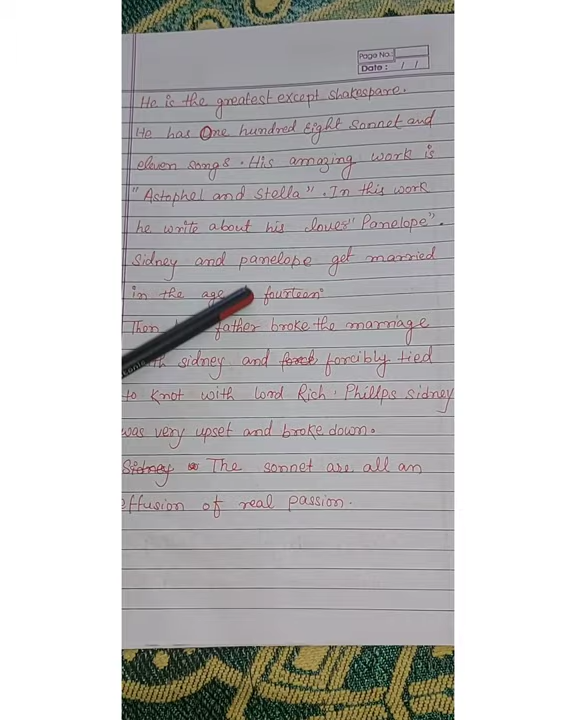 Page No.:
Date : / /
He is the greatest except shakespare.
He has One hundred eight sonnet and
eleven songs. His amazing work is
"Astophel and Stella". In this work
he write about his lover "Panelope".
Sidney and panelope get married
in the age fourteen.
Then father broke the marriage
sidney and forcibly tied
to knot with lord Rich. Phillps sidney
was very upset and broke down.
Sidney The sonnet are all an
effusion of real passion.